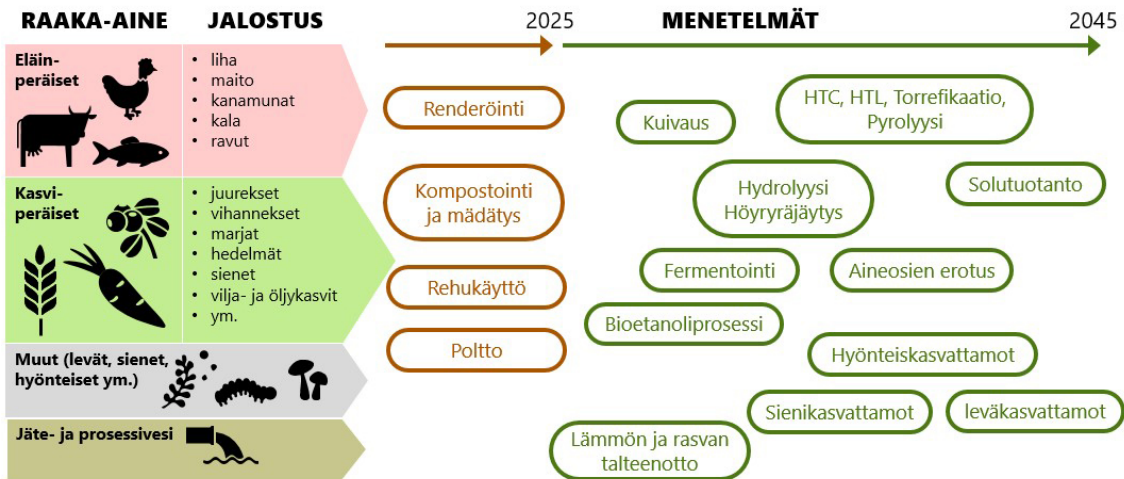 RAAKA-AINE
JALOSTUS
2025
MENETELMÄT
2045
Eläin-
peräiset
• liha
• maito
• kanamunat
• kala
• ravut
Kasvi-
peräiset
• juurekset
• vihannekset
• marjat
• hedelmät
• sienet
• vilja- ja öljykasvit
• ym.
Muut (levät, sienet,
hyönteiset ym.)
Jäte- ja prosessivesi
Renderöinti
Kompostointi
ja mädätys
Rehukäyttö
Poltto
Kuivaus
HTC, HTL, Torrefikaatio,
Pyrolyysi
Hydrolyysi
Höyryräjäytys
Solutuotanto
Fermentointi
Aineosien erotus
Bioetanoliprosessi
Hyönteiskasvattamot
Sienikasvattamot
leväkasvattamot
Lämmön ja rasvan
talteenotto